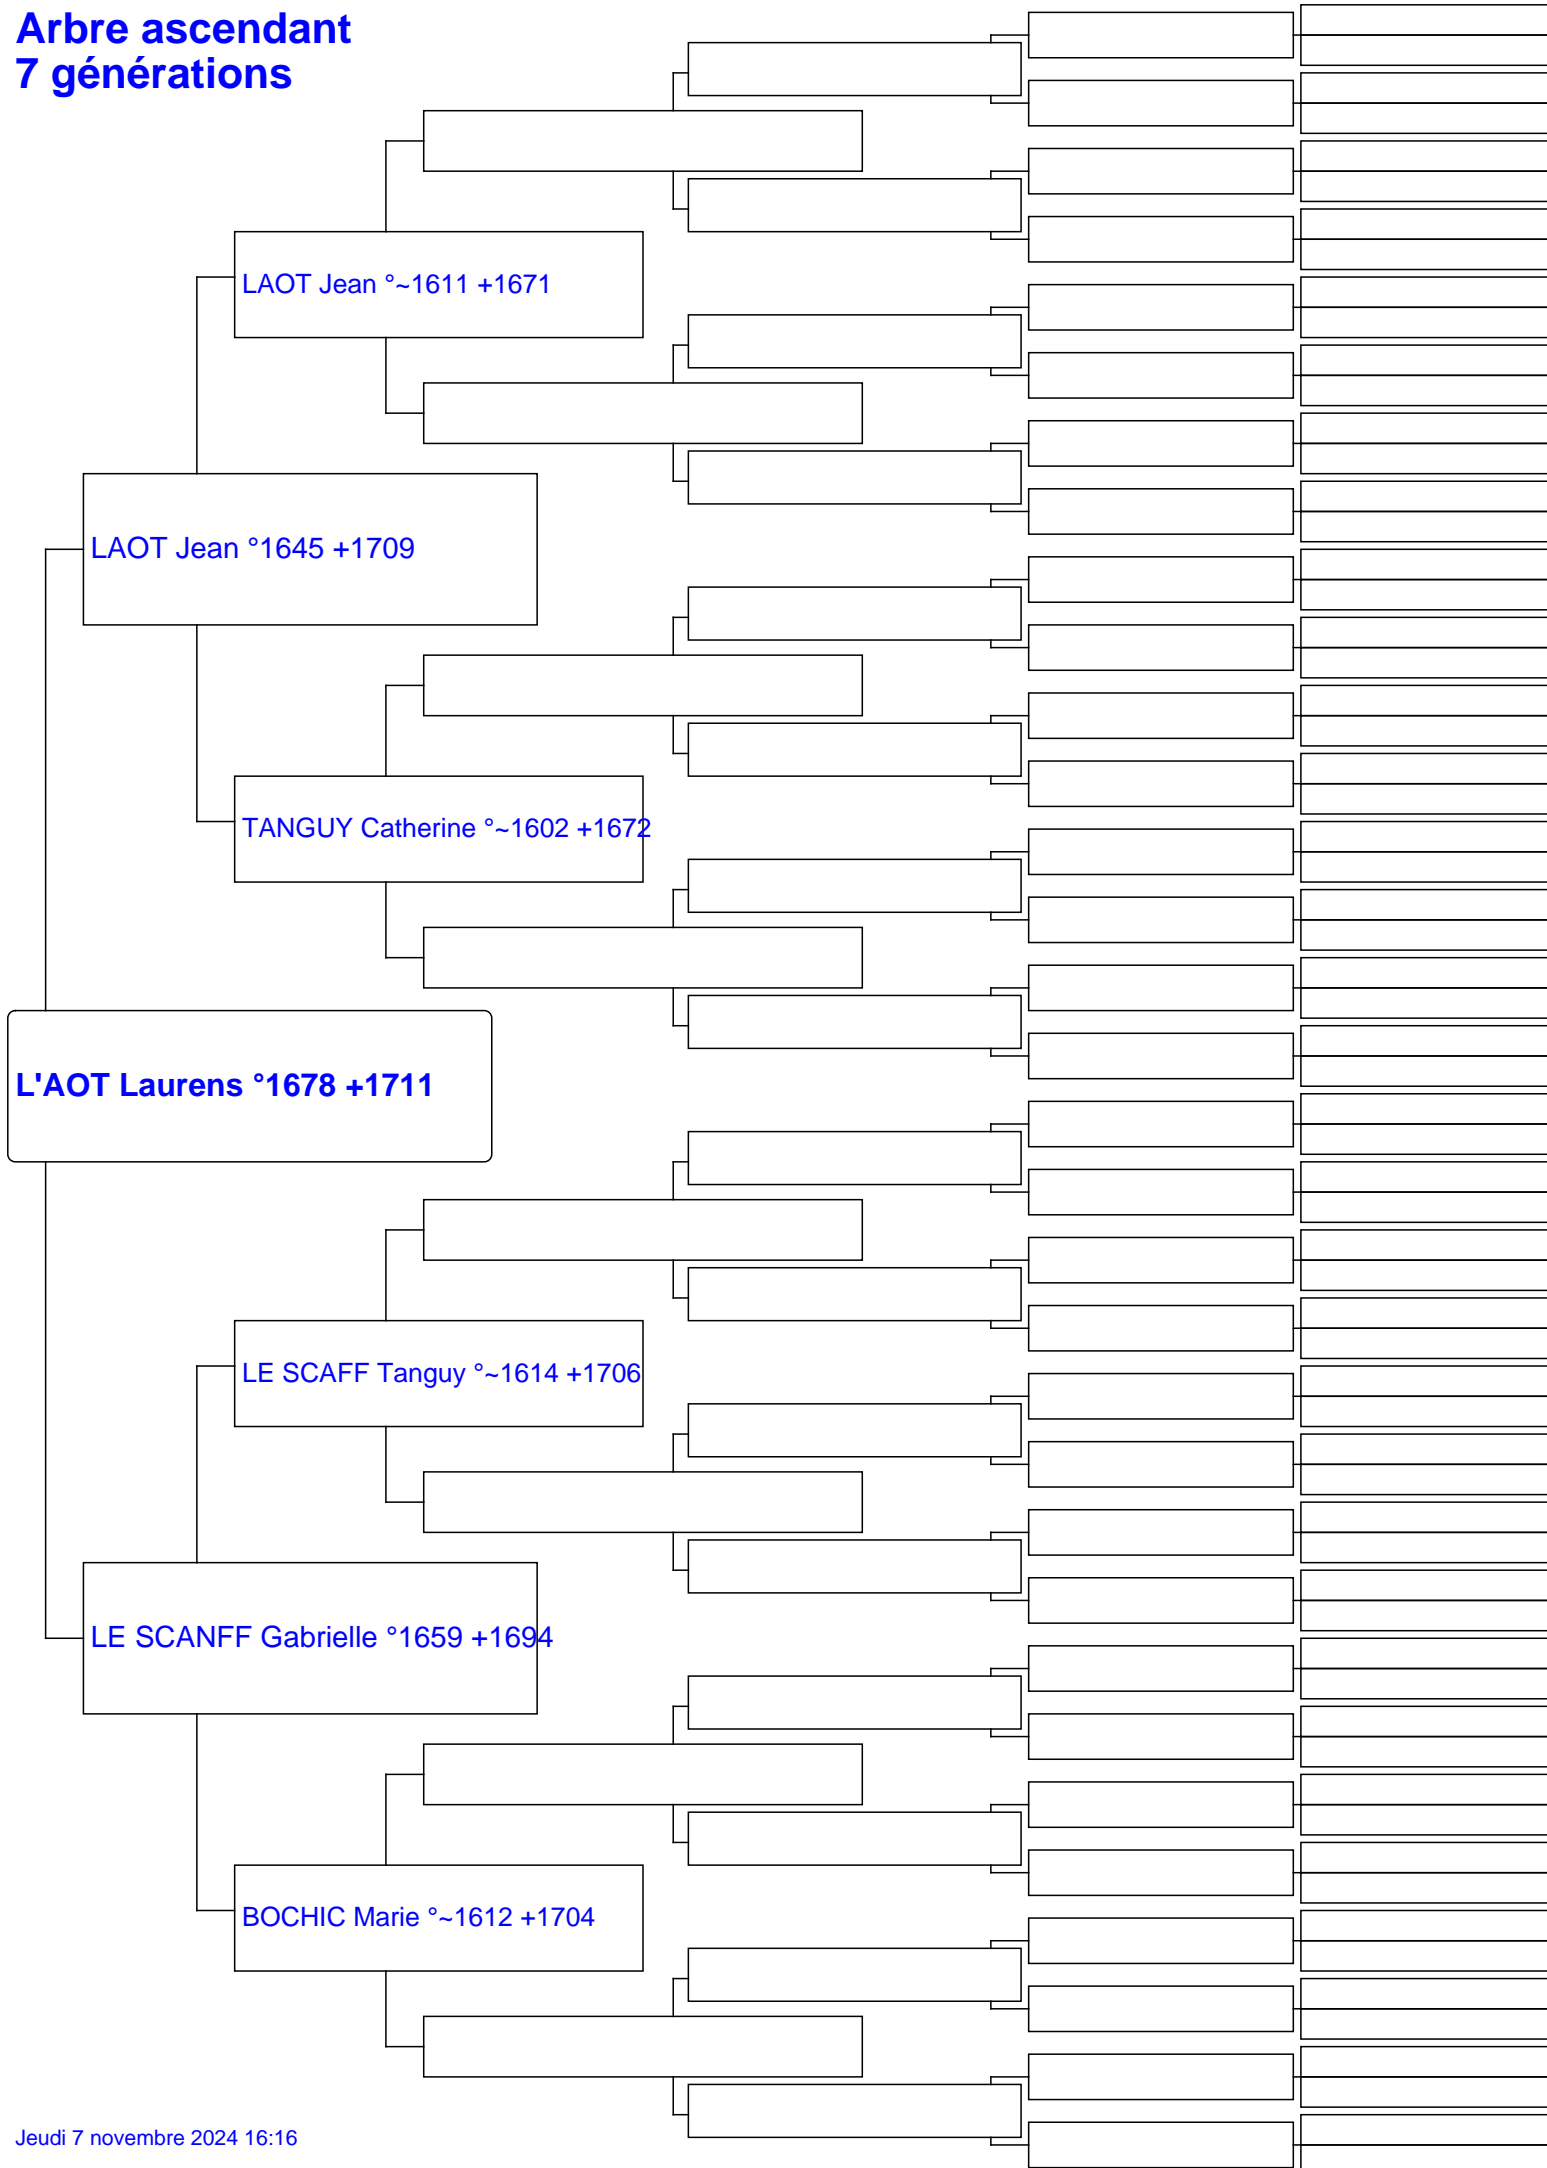 Arbre ascendant
7 générations
LAOT Jean °~1611 +1671
LAOT Jean °1645 +1709
TANGUY Catherine °~1602 +1672
L'AOT Laurens °1678 +1711
LE SCAFF Tanguy °~1614 +1706
LE SCANFF Gabrielle °1659 +1694
BOCHIC Marie °~1612 +1704
Jeudi 7 novembre 2024 16:16